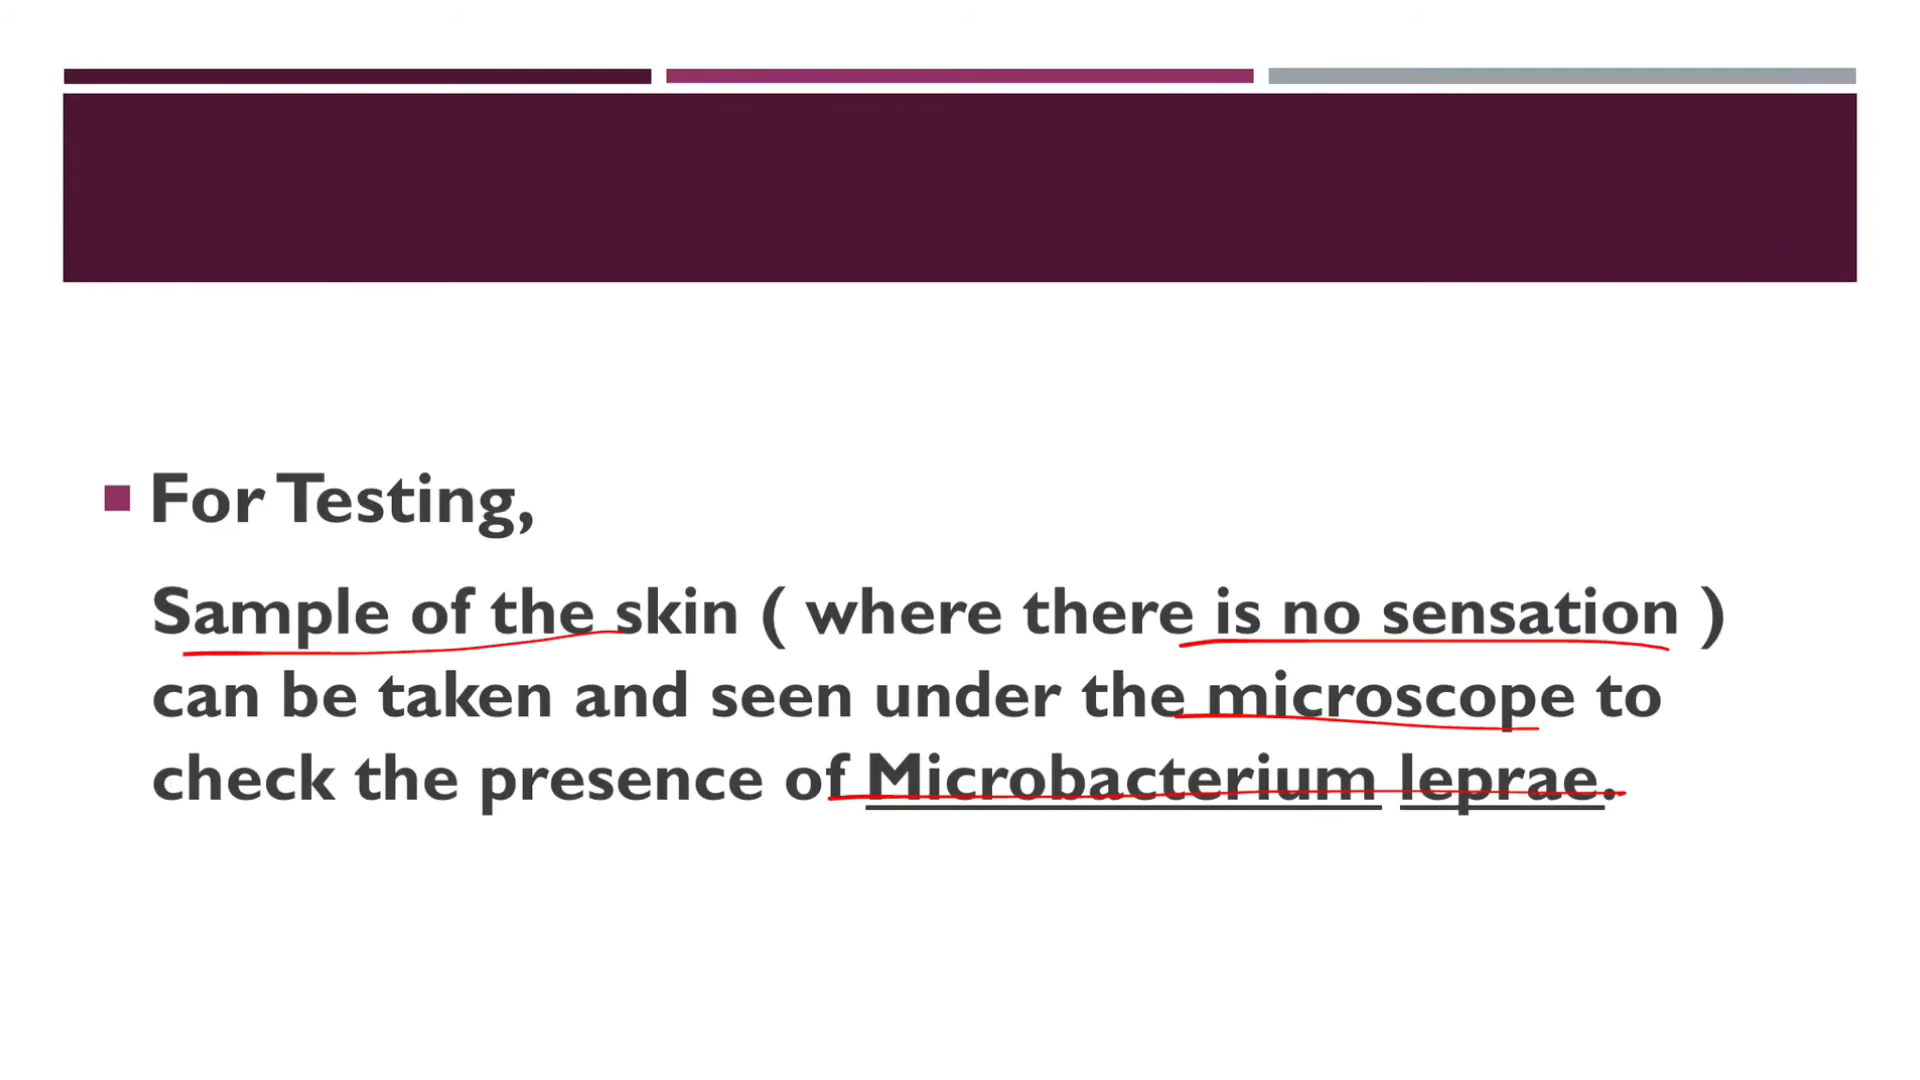 For Testing,
Sample of the skin ( where there is no sensation )
can be taken and seen under the microscope to
check the presence of Microbacterium leprae.